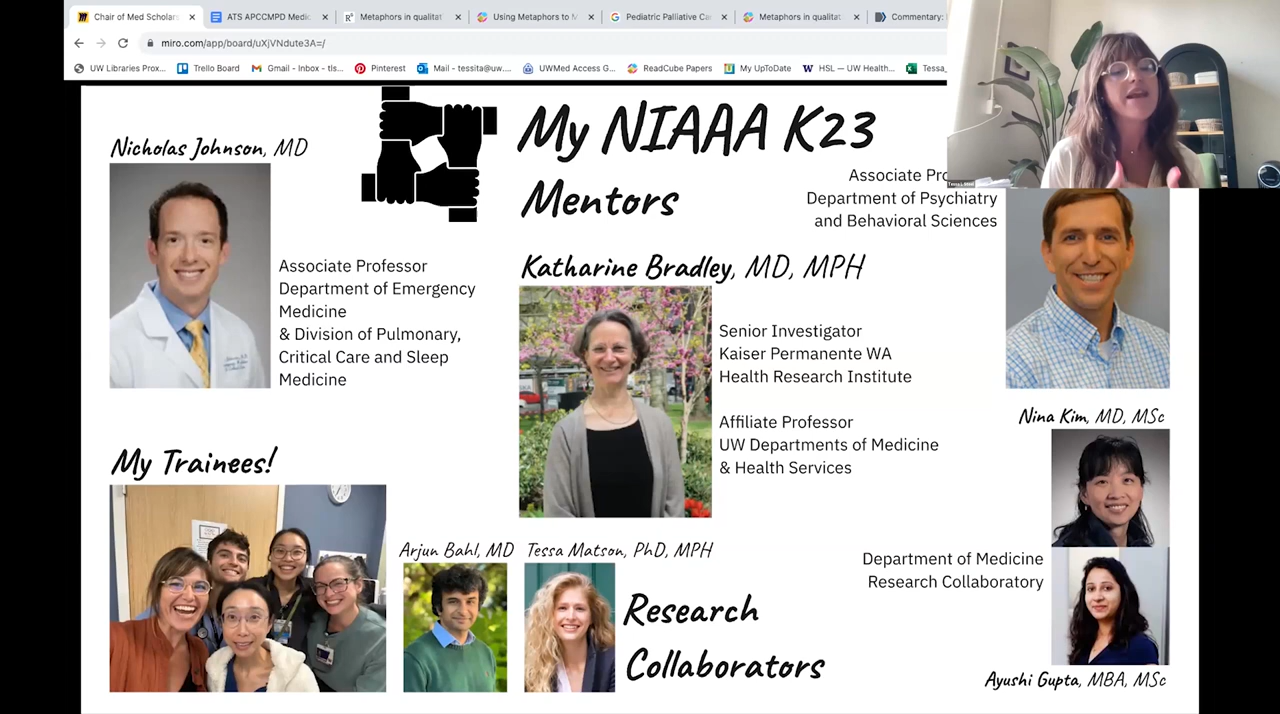 Chair of Med Scholars
ATS APCCMPD Medic
Metaphors in qualitat
Using Metaphors to M
Pediatric Palliative Ca
Metaphors in qualitat
Commentary:
miro.com/app/board/uXjVNdute3A=/
UW Libraries Prox...
Trello Board
Gmail - Inbox - tls...
Pinterest
Mail - tessita@uw....
UWMed Access G...
ReadCube Papers
My UpToDate
HSL — UW Health...
Tessa_
My NIAAA K23
Mentors
Nicholas Johnson, MD
Associate Professor
Department of Emergency
Medicine
& Division of Pulmonary,
Critical Care and Sleep
Medicine
Katharine Bradley, MD, MPH
Senior Investigator
Kaiser Permanente WA
Health Research Institute
Affiliate Professor
UW Departments of Medicine
& Health Services
Associate Pro
Department of Psychiatry
and Behavioral Sciences
My Trainees!
Arjun Bahl, MD
Tessa Matson, PhD, MPH
Research
Collaborators
Nina Kim, MD, MSc
Department of Medicine
Research Collaboratory
Ayushi Gupta, MBA, MSc